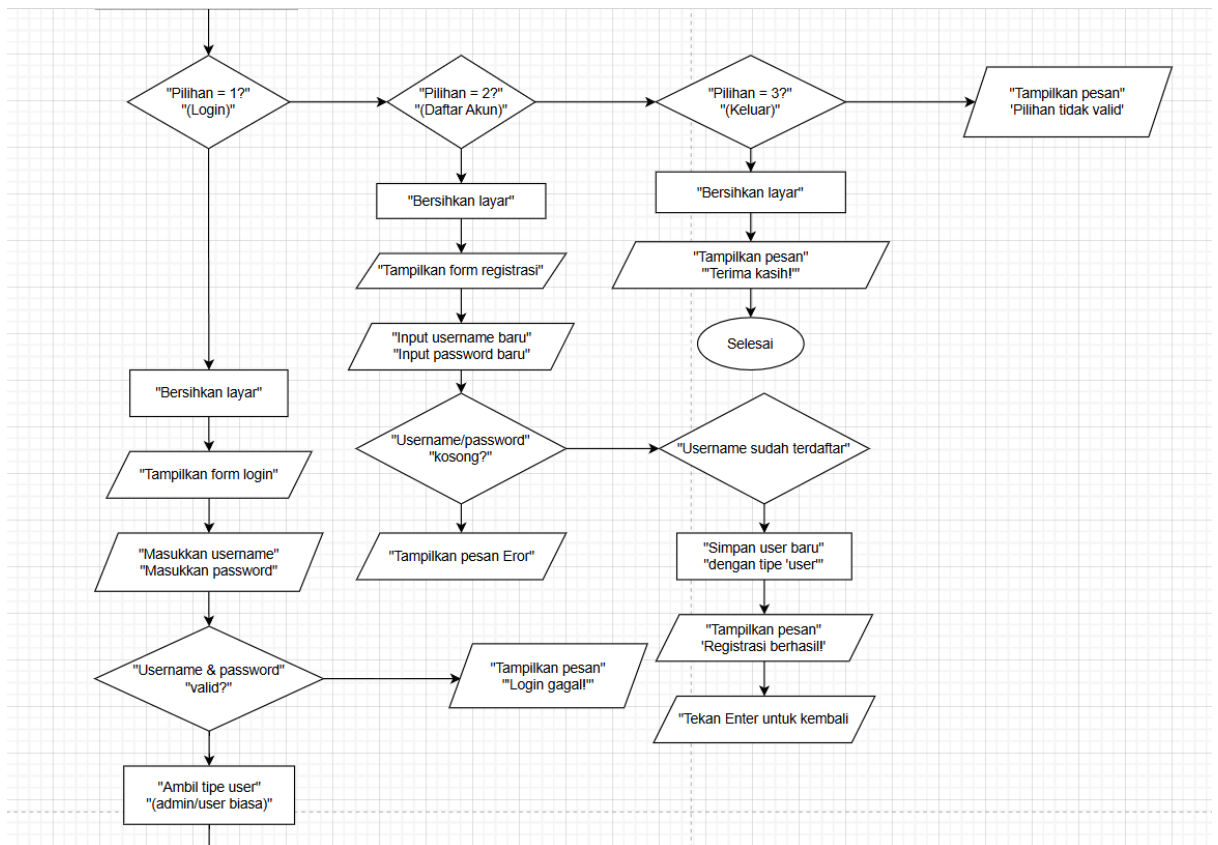 "Pilihan = 1?"
"(Login)"
"Pilihan = 2?"
"(Daftar Akun)
"Pilihan = 3?"
"(Keluar)"
"Tampilkan pesan"
'Pilihan tidak valid'
"Bersihkan layar"
"Tampilkan form registrasi"
"Input username baru"
"Input password baru"
"Username/password"
"kosong?"
"Tampilkan pesan Eror"
"Bersihkan layar"
"Tampilkan pesan"
"'Terima kasih!'"
Selesai
"Username sudah terdaftar"
"Simpan user baru"
"dengan tipe 'user'"
"Tampilkan pesan"
'Registrasi berhasil!'
"Tekan Enter untuk kembali
"Bersihkan layar"
"Tampilkan form login"
"Masukkan username"
"Masukkan password"
"Username & password"
"valid?"
"Tampilkan pesan"
"'Login gagal!'"
"Ambil tipe user"
"(admin/user biasa)"